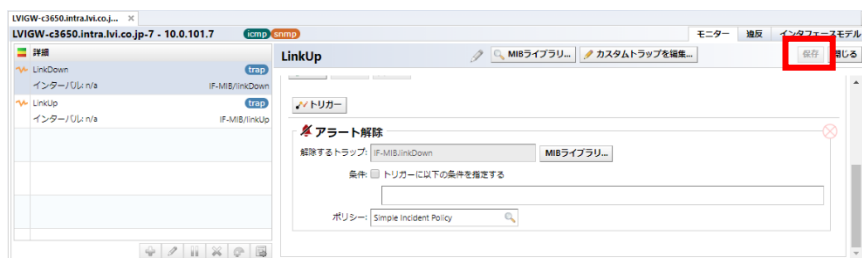 LVIGW-c3650.intra.lvi.co.j... ×
LVIGW-c3650.intra.lvi.co.jp-7 - 10.0.101.7 icmp snmp モニター 違反 インタフェースモデル
詳細
LinkDown trap
インターバル: n/a IF-MIB/linkDown
LinkUp trap
インターバル: n/a IF-MIB/linkUp
LinkUp MIBライブラリ... カスタムトラップを編集... 保存 閉じる
トリガー
アラート解除
解除するトラップ: IF-MIB.linkDown MIBライブラリ...
条件: トリガーに以下の条件を指定する
ポリシー: Simple Incident Policy